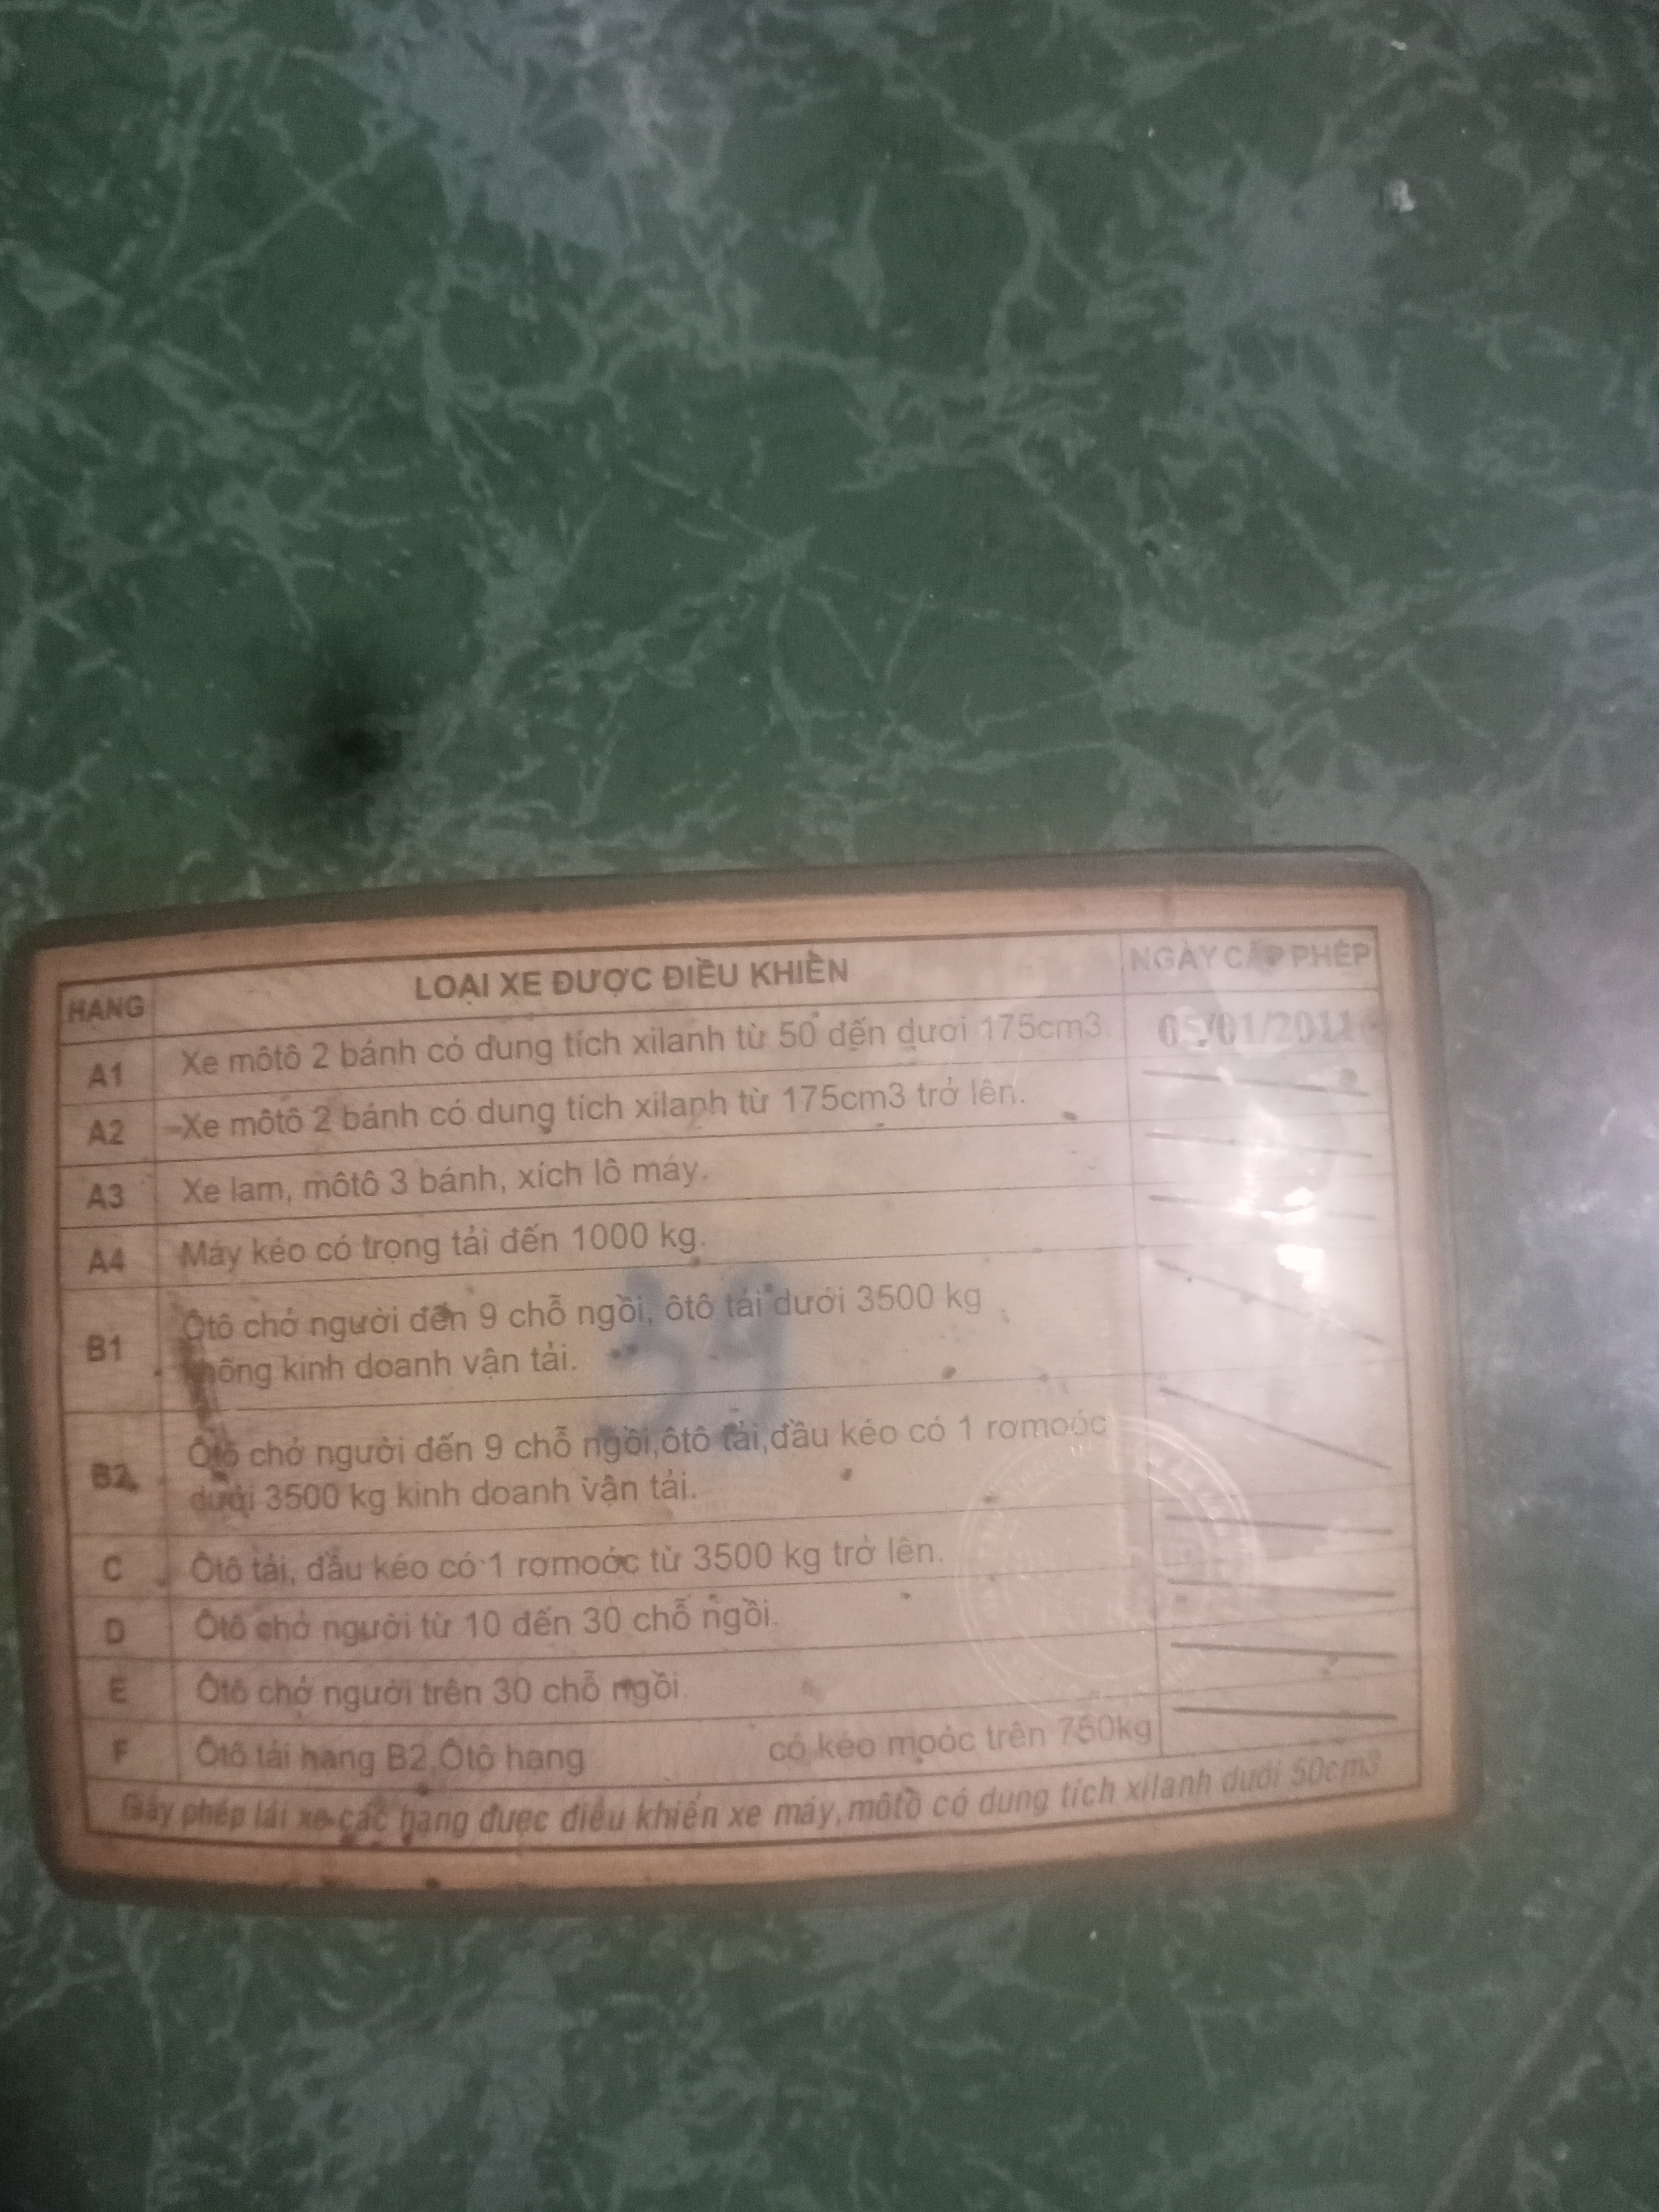 HẠNG LOẠI XE ĐƯỢC ĐIỀU KHIỂN NGÀY CẤP PHÉP
A1 Xe môtô 2 bánh có dung tích xilanh từ 50 đến dưới 175cm3 05/01/2011
A2 Xe môtô 2 bánh có dung tích xilanh từ 175cm3 trở lên.
A3 Xe lam, môtô 3 bánh, xích lô máy.
A4 Máy kéo có trọng tải đến 1000 kg.
B1 Ôtô chở người đến 9 chỗ ngồi, ôtô tải dưới 3500 kg
không kinh doanh vận tải.
B2 Ôtô chở người đến 9 chỗ ngồi,ôtô tải,đầu kéo có 1 rơmoóc
dưới 3500 kg kinh doanh vận tải.
C Ôtô tải, đầu kéo có 1 rơmoóc từ 3500 kg trở lên.
D Ôtô chở người từ 10 đến 30 chỗ ngồi.
E Ôtô chở người trên 30 chỗ ngồi.
F Ôtô tải hạng B2,Ôtô hạng có kéo moóc trên 750kg
Giấy phép lái xe các hạng được điều khiển xe máy,môtô có dung tích xilanh dưới 50cm3